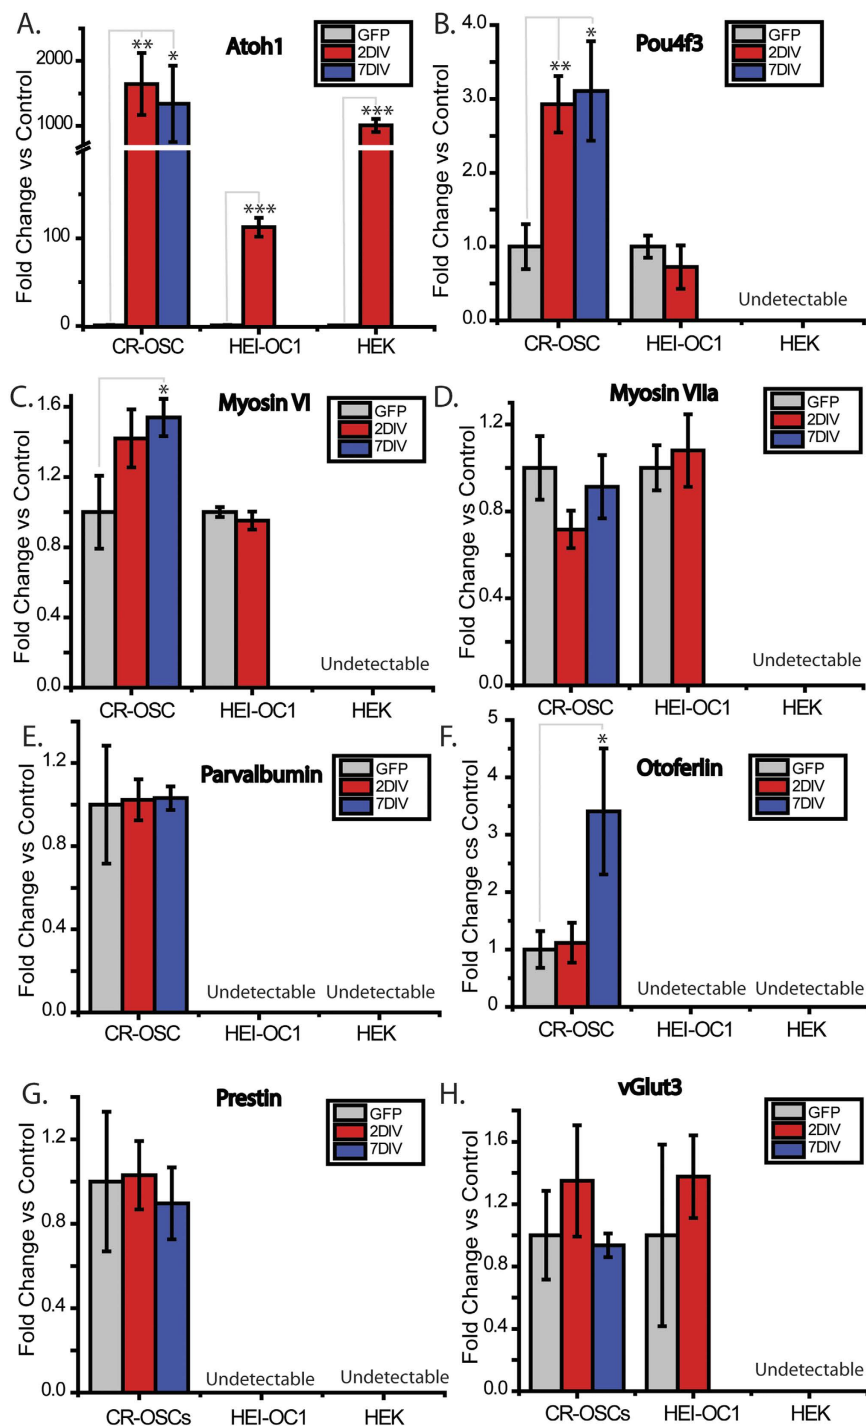 A.
Atoh1
GFP
2DIV
7DIV
Fold Change vs Control
2000
1000
100
0
** *
***
***
CR-OSC HEI-OC1 HEK
B.
Pou4f3
GFP
2DIV
7DIV
Fold Change vs Control
4.0
3.0
2.0
1.0
0.0
** *
Undetectable
CR-OSC HEI-OC1 HEK
C.
Myosin VI
GFP
2DIV
7DIV
Fold Change vs Control
1.6
1.2
0.8
0.4
0.0
*
Undetectable
CR-OSC HEI-OC1 HEK
D.
Myosin VIIa
GFP
2DIV
7DIV
Fold Change vs Control
1.2
0.8
0.4
0.0
Undetectable
CR-OSC HEI-OC1 HEK
E.
Parvalbumin
GFP
2DIV
7DIV
Fold Change vs Control
1.2
0.8
0.4
0.0
Undetectable Undetectable
CR-OSC HEI-OC1 HEK
F.
Otoferlin
GFP
2DIV
7DIV
Fold Change cs Control
5
4
3
2
1
0
*
Undetectable Undetectable
CR-OSC HEI-OC1 HEK
G.
Prestin
GFP
2DIV
7DIV
Fold Change vs Control
1.2
0.8
0.4
0.0
Undetectable Undetectable
CR-OSCs HEI-OC1 HEK
H.
vGlut3
GFP
2DIV
7DIV
Fold Change vs Control
1.6
1.2
0.8
0.4
0.0
Undetectable
CR-OSCs HEI-OC1 HEK